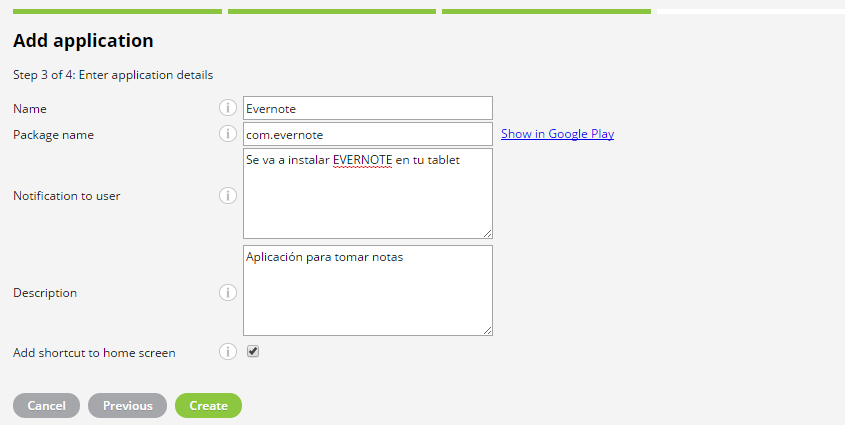 Add application
Step 3 of 4: Enter application details
Name i Evernote
Package name i com.evernote Show in Google Play
Se va a instalar EVERNOTE en tu tablet
Notification to user i
Aplicación para tomar notas
Description i
Add shortcut to home screen i
Cancel Previous Create